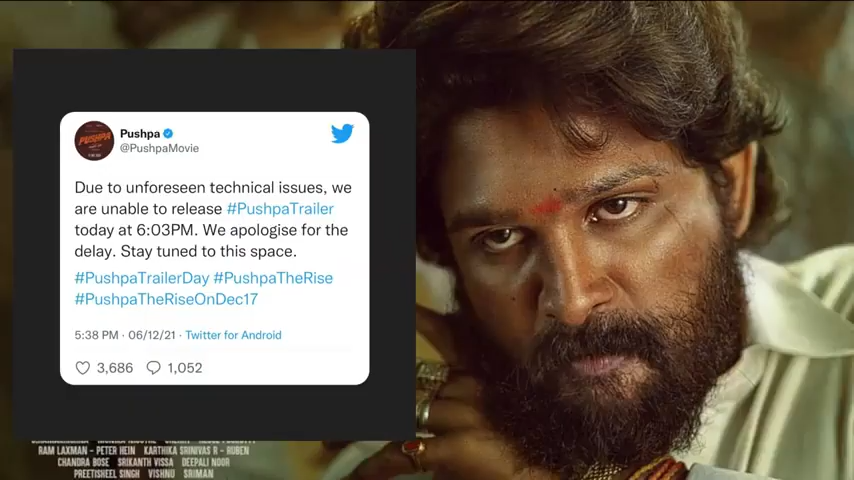 PUSHPA
Pushpa
@PushpaMovie
Due to unforeseen technical issues, we
are unable to release #PushpaTrailer
today at 6:03PM. We apologise for the
delay. Stay tuned to this space.
#PushpaTrailerDay #PushpaTheRise
#PushpaTheRiseOnDec17
5:38 PM · 06/12/21 · Twitter for Android
3,686 1,052
RAM LAXMAN - PETER HEIN KARTHIKA SRINIVAS R - RUBEN
CHANDRA BOSE SRIKANTH VISSA DEEPALI NOOR
PREETISHEEL SINGH VISHNU SRIMAN